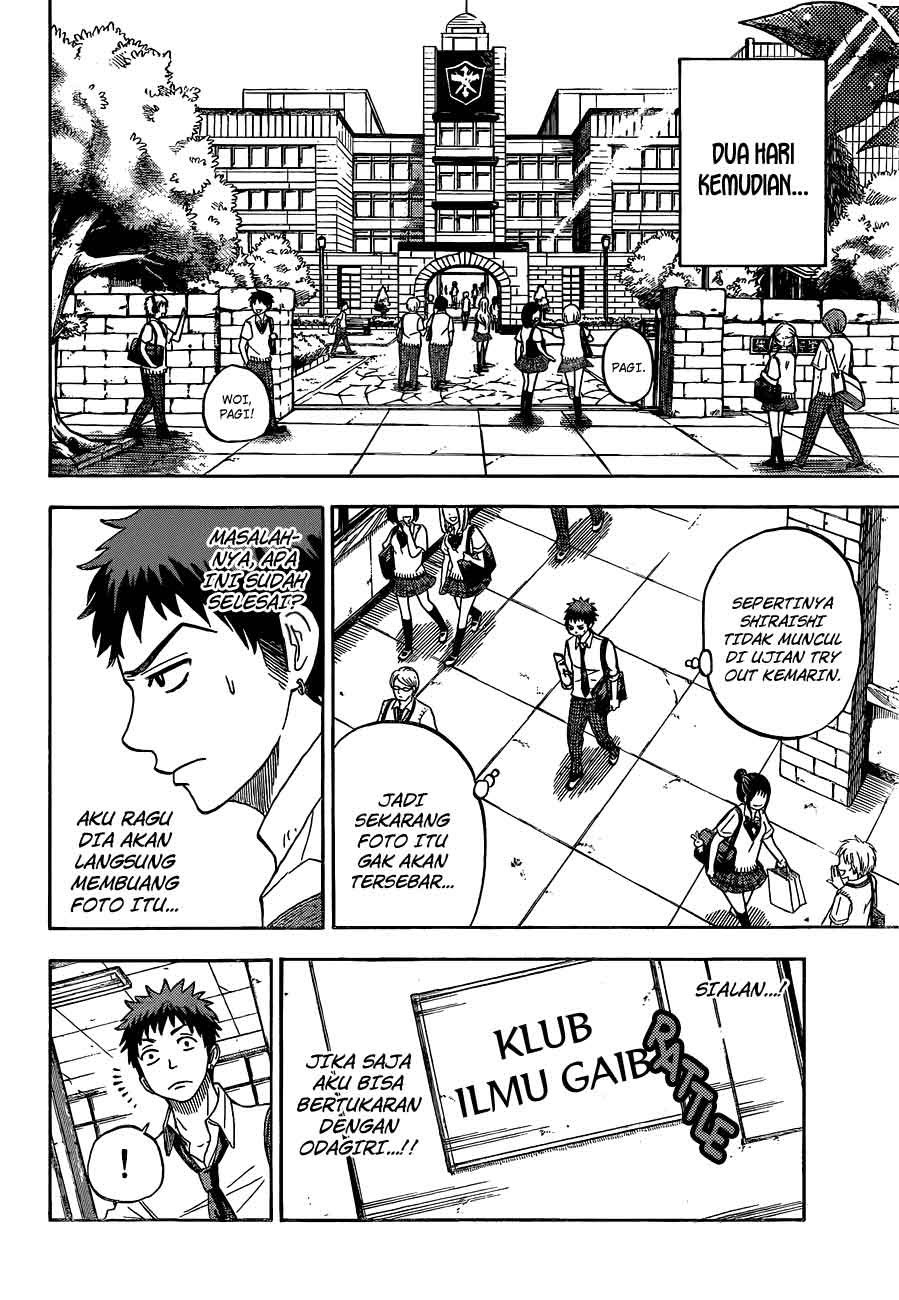 DUA HARI
KEMUDIAN...
PAGI.
WOI,
PAGI!
SEPERTINYA
SHIRAISHI
TIDAK MUNCUL
DI UJIAN TRY
OUT KEMARIN.
JADI
SEKARANG
FOTO ITU
GAK AKAN
TERSEBAR...
MASALAH-
NYA, APA
INI SUDAH
SELESAI?
AKU RAGU
DIA AKAN
LANGSUNG
MEMBUANG
FOTO ITU...
SIALAN...!
KLUB
ILMU GAIB
RATTLE
JIKA SAJA
AKU BISA
BERTUKARAN
DENGAN
ODAGIRI...!!
!